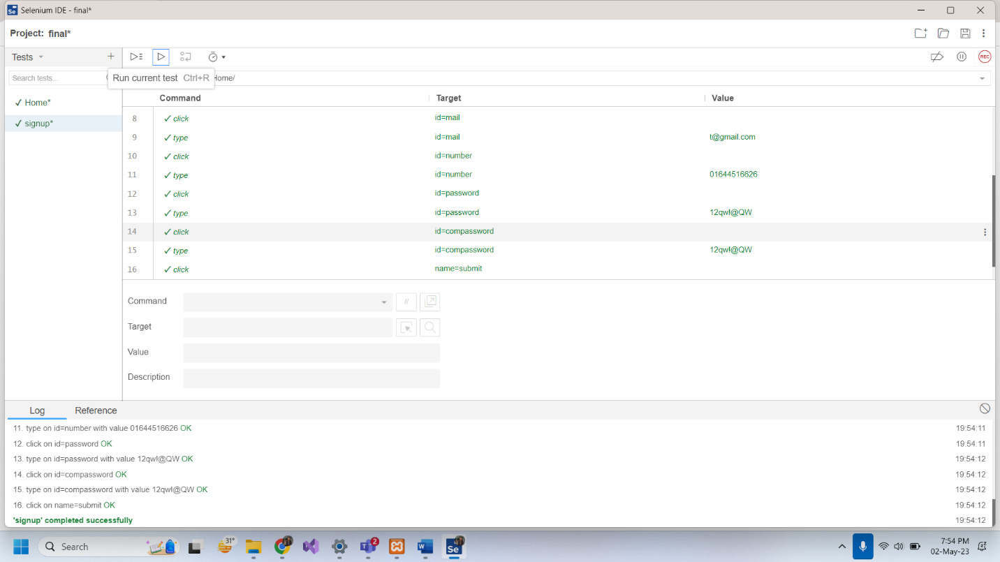 Selenium IDE - final*
Project: final*
Tests
Run current test Ctrl+R
Home/
Search tests...
Command Target Value
Home*
signup*
8 click id=mail
9 type id=mail t@gmail.com
10 click id=number
11 type id=number 01644516626
12 click id=password
13 type id=password 12qw!@QW
14 click id=compassword
15 type id=compassword 12qw!@QW
16 click name=submit
Command
//
Target
Value
Description
Log Reference
11. type on id=number with value 01644516626 OK 19:54:11
12. click on id=password OK 19:54:11
13. type on id=password with value 12qw!@QW OK 19:54:12
14. click on id=compassword OK 19:54:12
15. type on id=compassword with value 12qw!@QW OK 19:54:12
16. click on name=submit OK 19:54:12
'signup' completed successfully 19:54:12
REC
Search
31°
2
T
W
Se
7:54 PM
02-May-23